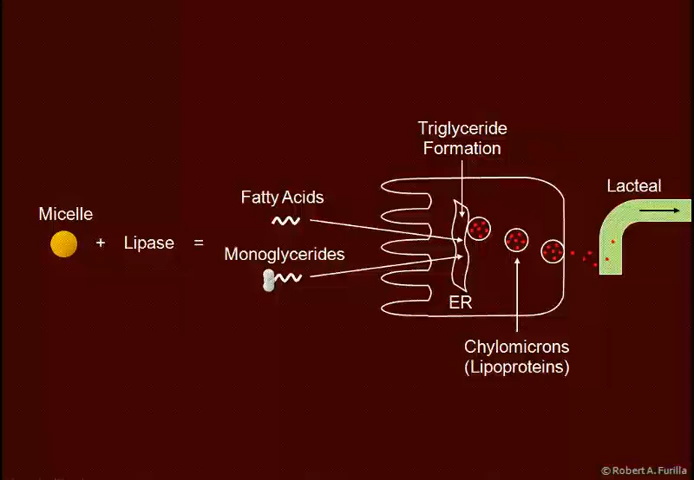 Triglyceride
Formation
Fatty Acids
Lacteal
Micelle
+ Lipase =
Monoglycerides
ER
Chylomicrons
(Lipoproteins)
© Robert A. Furilla